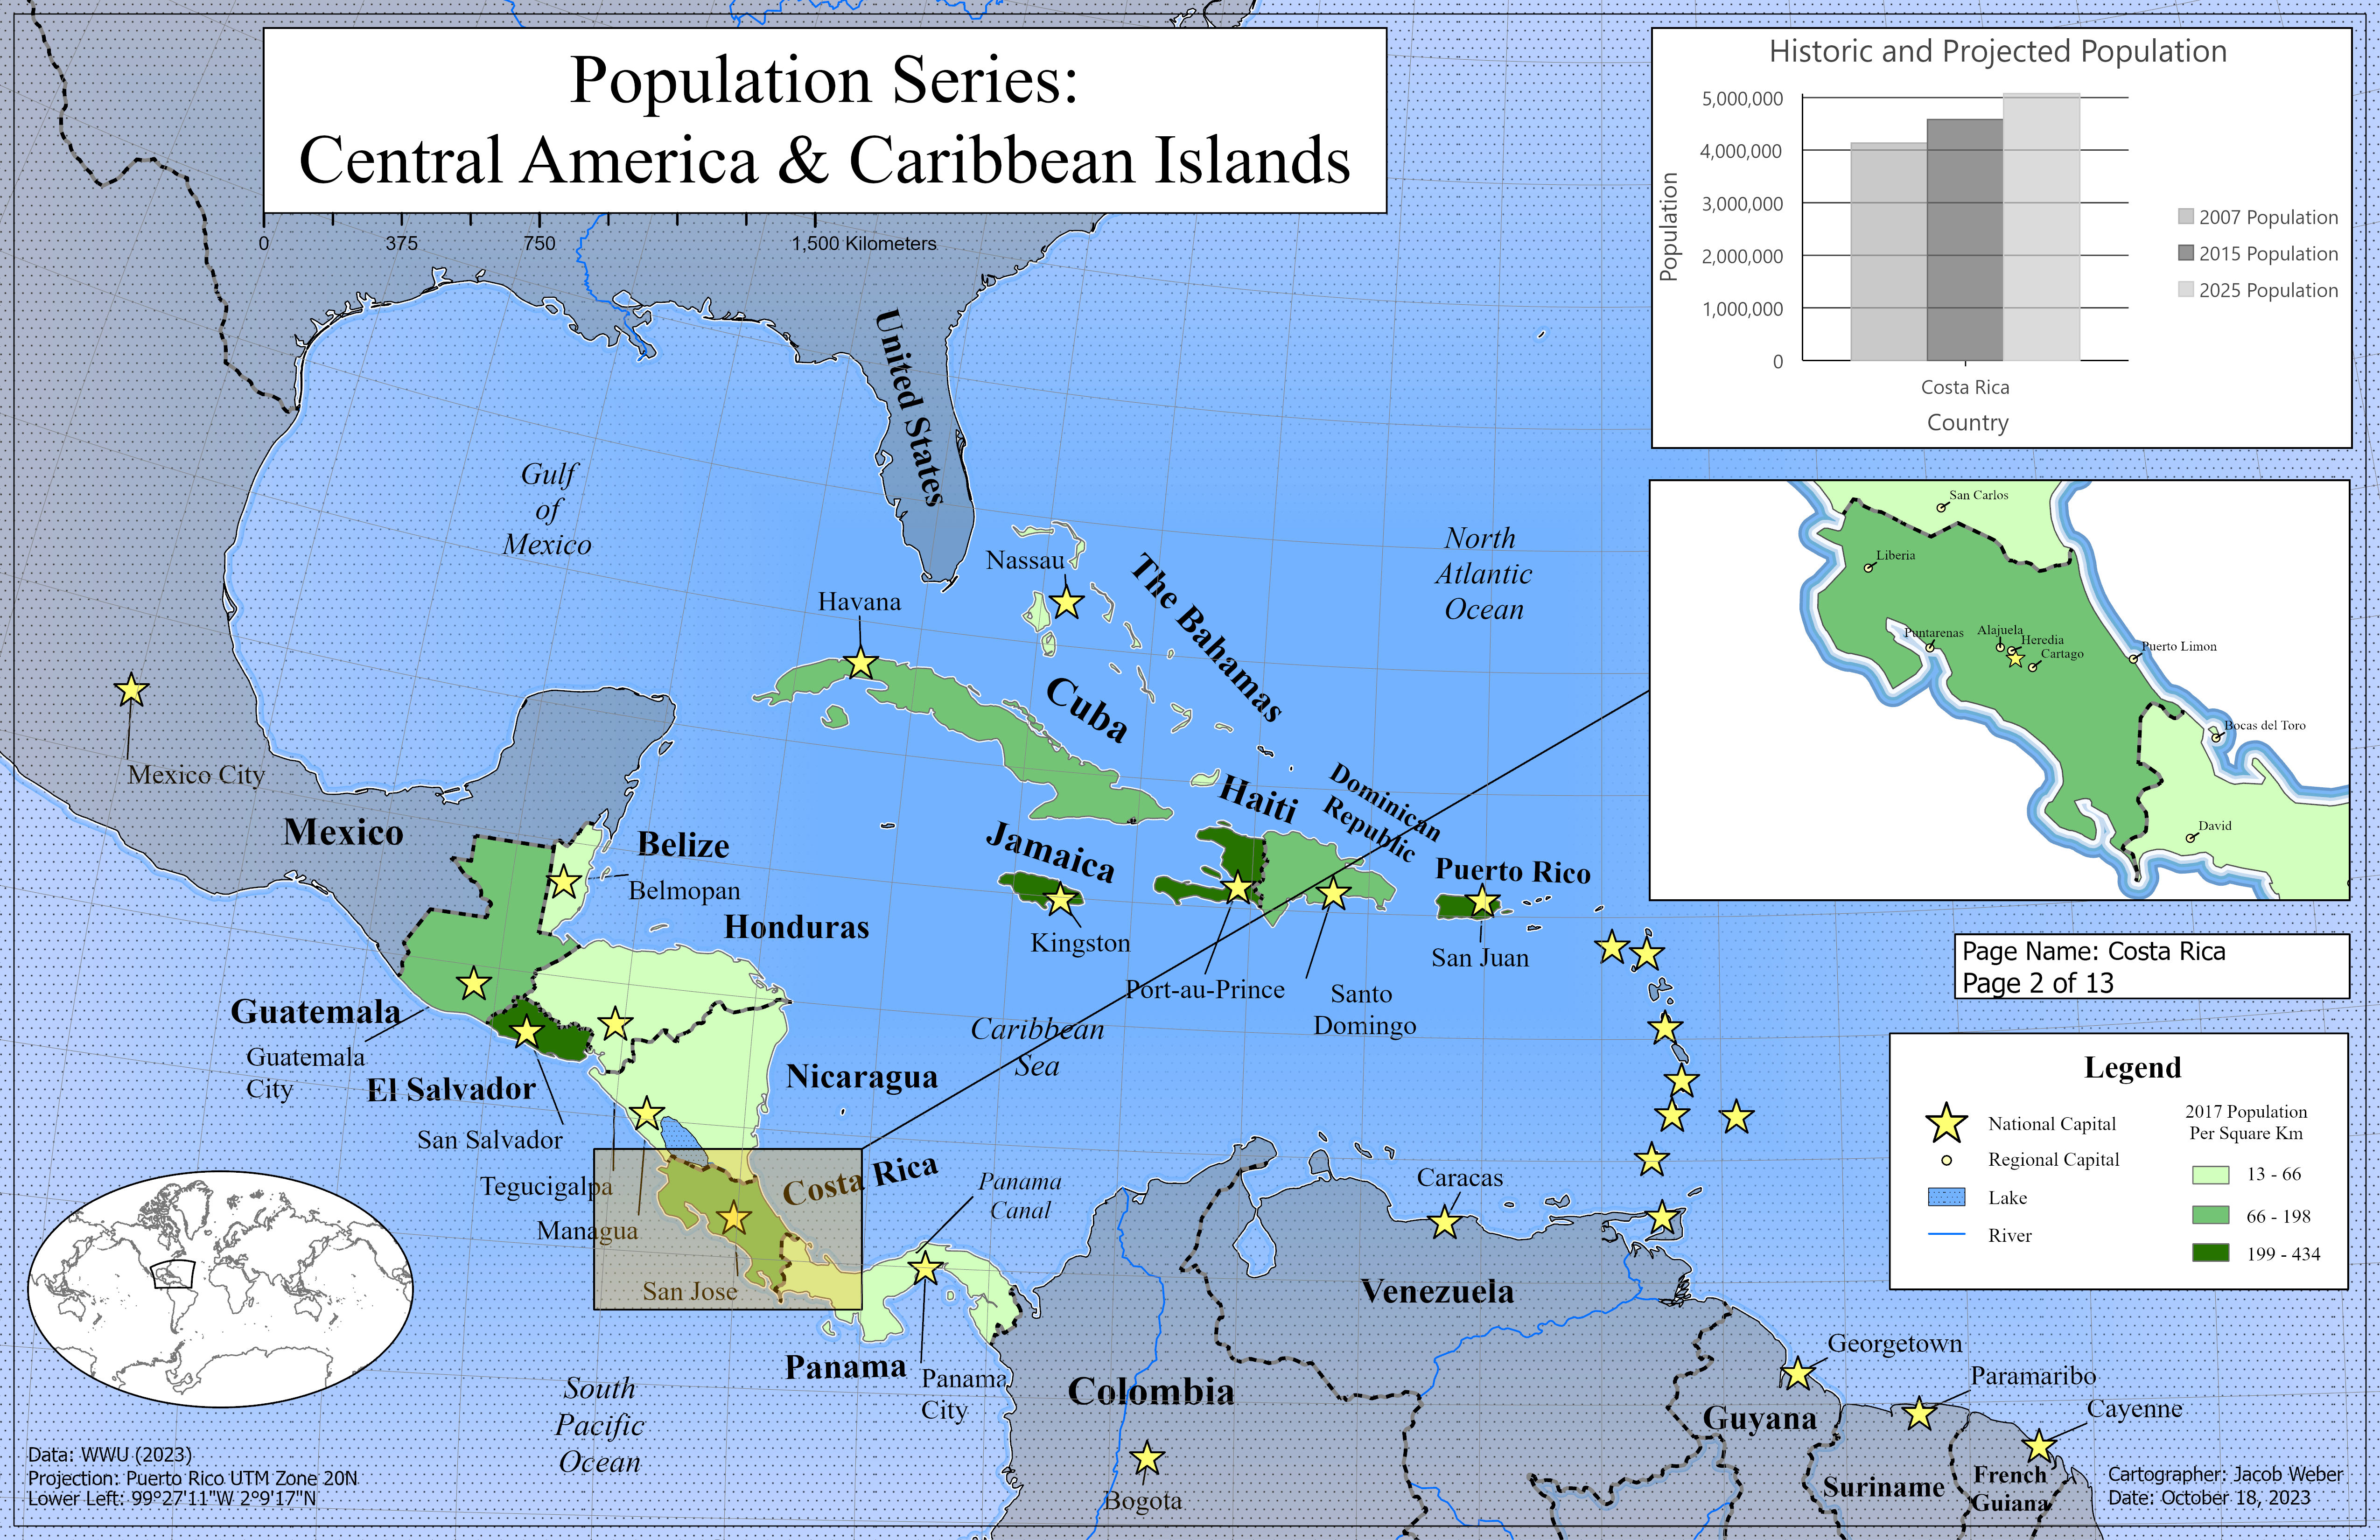 Population Series:
Central America & Caribbean Islands
0
375
750
1,500 Kilometers
Historic and Projected Population
5,000,000
4,000,000
3,000,000
2,000,000
1,000,000
0
Population
Costa Rica
Country
2007 Population
2015 Population
2025 Population
United States
Gulf
of
Mexico
North
Atlantic
Ocean
Nassau
The Bahamas
Havana
Cuba
Mexico City
Mexico
Belize
Belmopan
Honduras
Guatemala
Guatemala
City
El Salvador
San Salvador
Tegucigalpa
Managua
Nicaragua
Costa Rica
San Jose
Jamaica
Kingston
Haiti
Port-au-Prince
Dominican
Republic
Santo
Domingo
Puerto Rico
San Juan
Caribbean
Sea
Panama
Canal
Panama
Panama
City
South
Pacific
Ocean
Caracas
Venezuela
Colombia
Bogota
Georgetown
Guyana
Paramaribo
Suriname
Cayenne
French
Guiana
San Carlos
Liberia
Puntarenas
Alajuela
Heredia
Cartago
Puerto Limon
Bocas del Toro
David
Page Name: Costa Rica
Page 2 of 13
Legend
National Capital
Regional Capital
Lake
River
2017 Population
Per Square Km
13 - 66
66 - 198
199 - 434
Data: WWU (2023)
Projection: Puerto Rico UTM Zone 20N
Lower Left: 99°27'11"W 2°9'17"N
Cartographer: Jacob Weber
Date: October 18, 2023